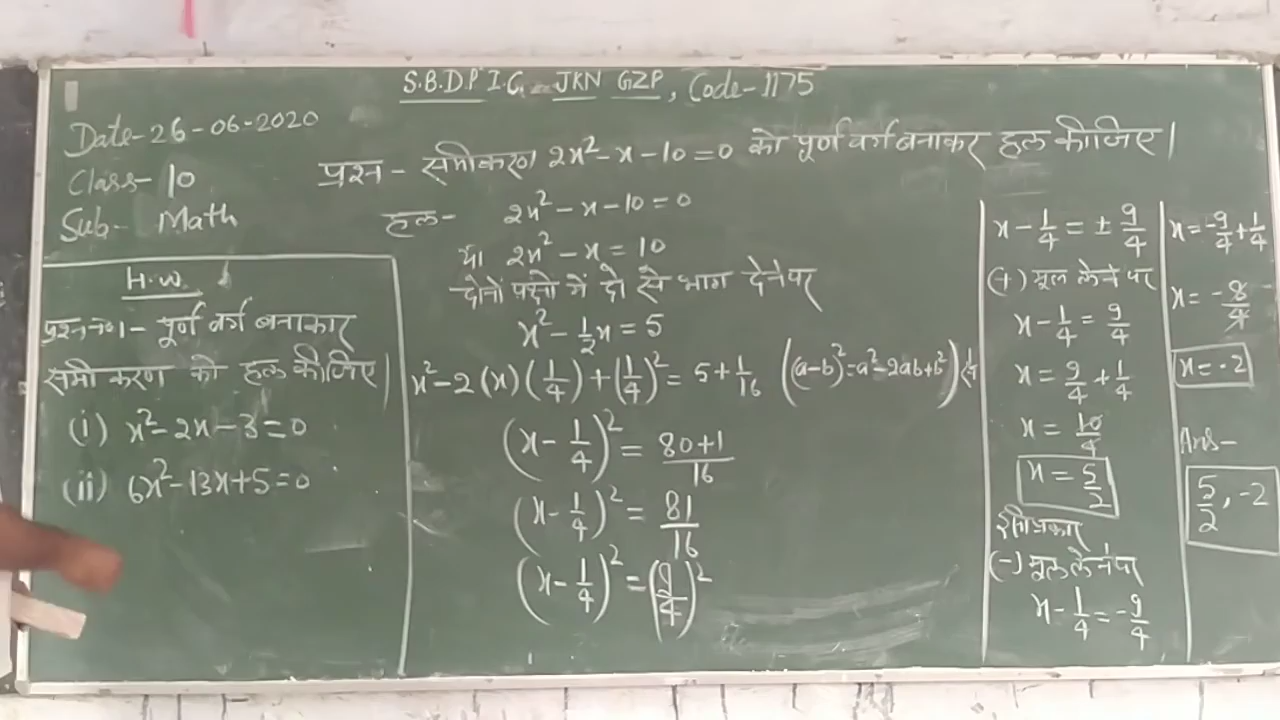 S.B.D.P I.C. JKN GZP, Code-1175
Date-26-06-2020
Class-10
Sub- Math
प्रश्न - समीकरण 2x²-x-10=0 को पूर्ण वर्ग बनाकर हल कीजिए।
H.W.
प्रश्न नं०1- पूर्ण वर्ग बनाकार
समीकरण को हल कीजिए।
(i) x²-2x-3=0
(ii) 6x²-13x+5=0
हल- 2x²-x-10=0
या 2x²-x=10
दोनों पक्षों में दो से भाग देने पर
x²-1/2x=5
x²-2(x)(1/4)+(1/4)²=5+1/16 ((a-b)²=a²-2ab+b²)
(x-1/4)²=80+1/16
(x-1/4)²=81/16
(x-1/4)²=(9/4)²
x-1/4=±9/4
(+) मूल लेने पर
x-1/4=9/4
x=9/4+1/4
x=10/4
x=5/2
इसी प्रकार
(-) मूल लेने पर
x-1/4=-9/4
x=-9/4+1/4
x=-8/4
x=-2
Ans-
5/2,-2